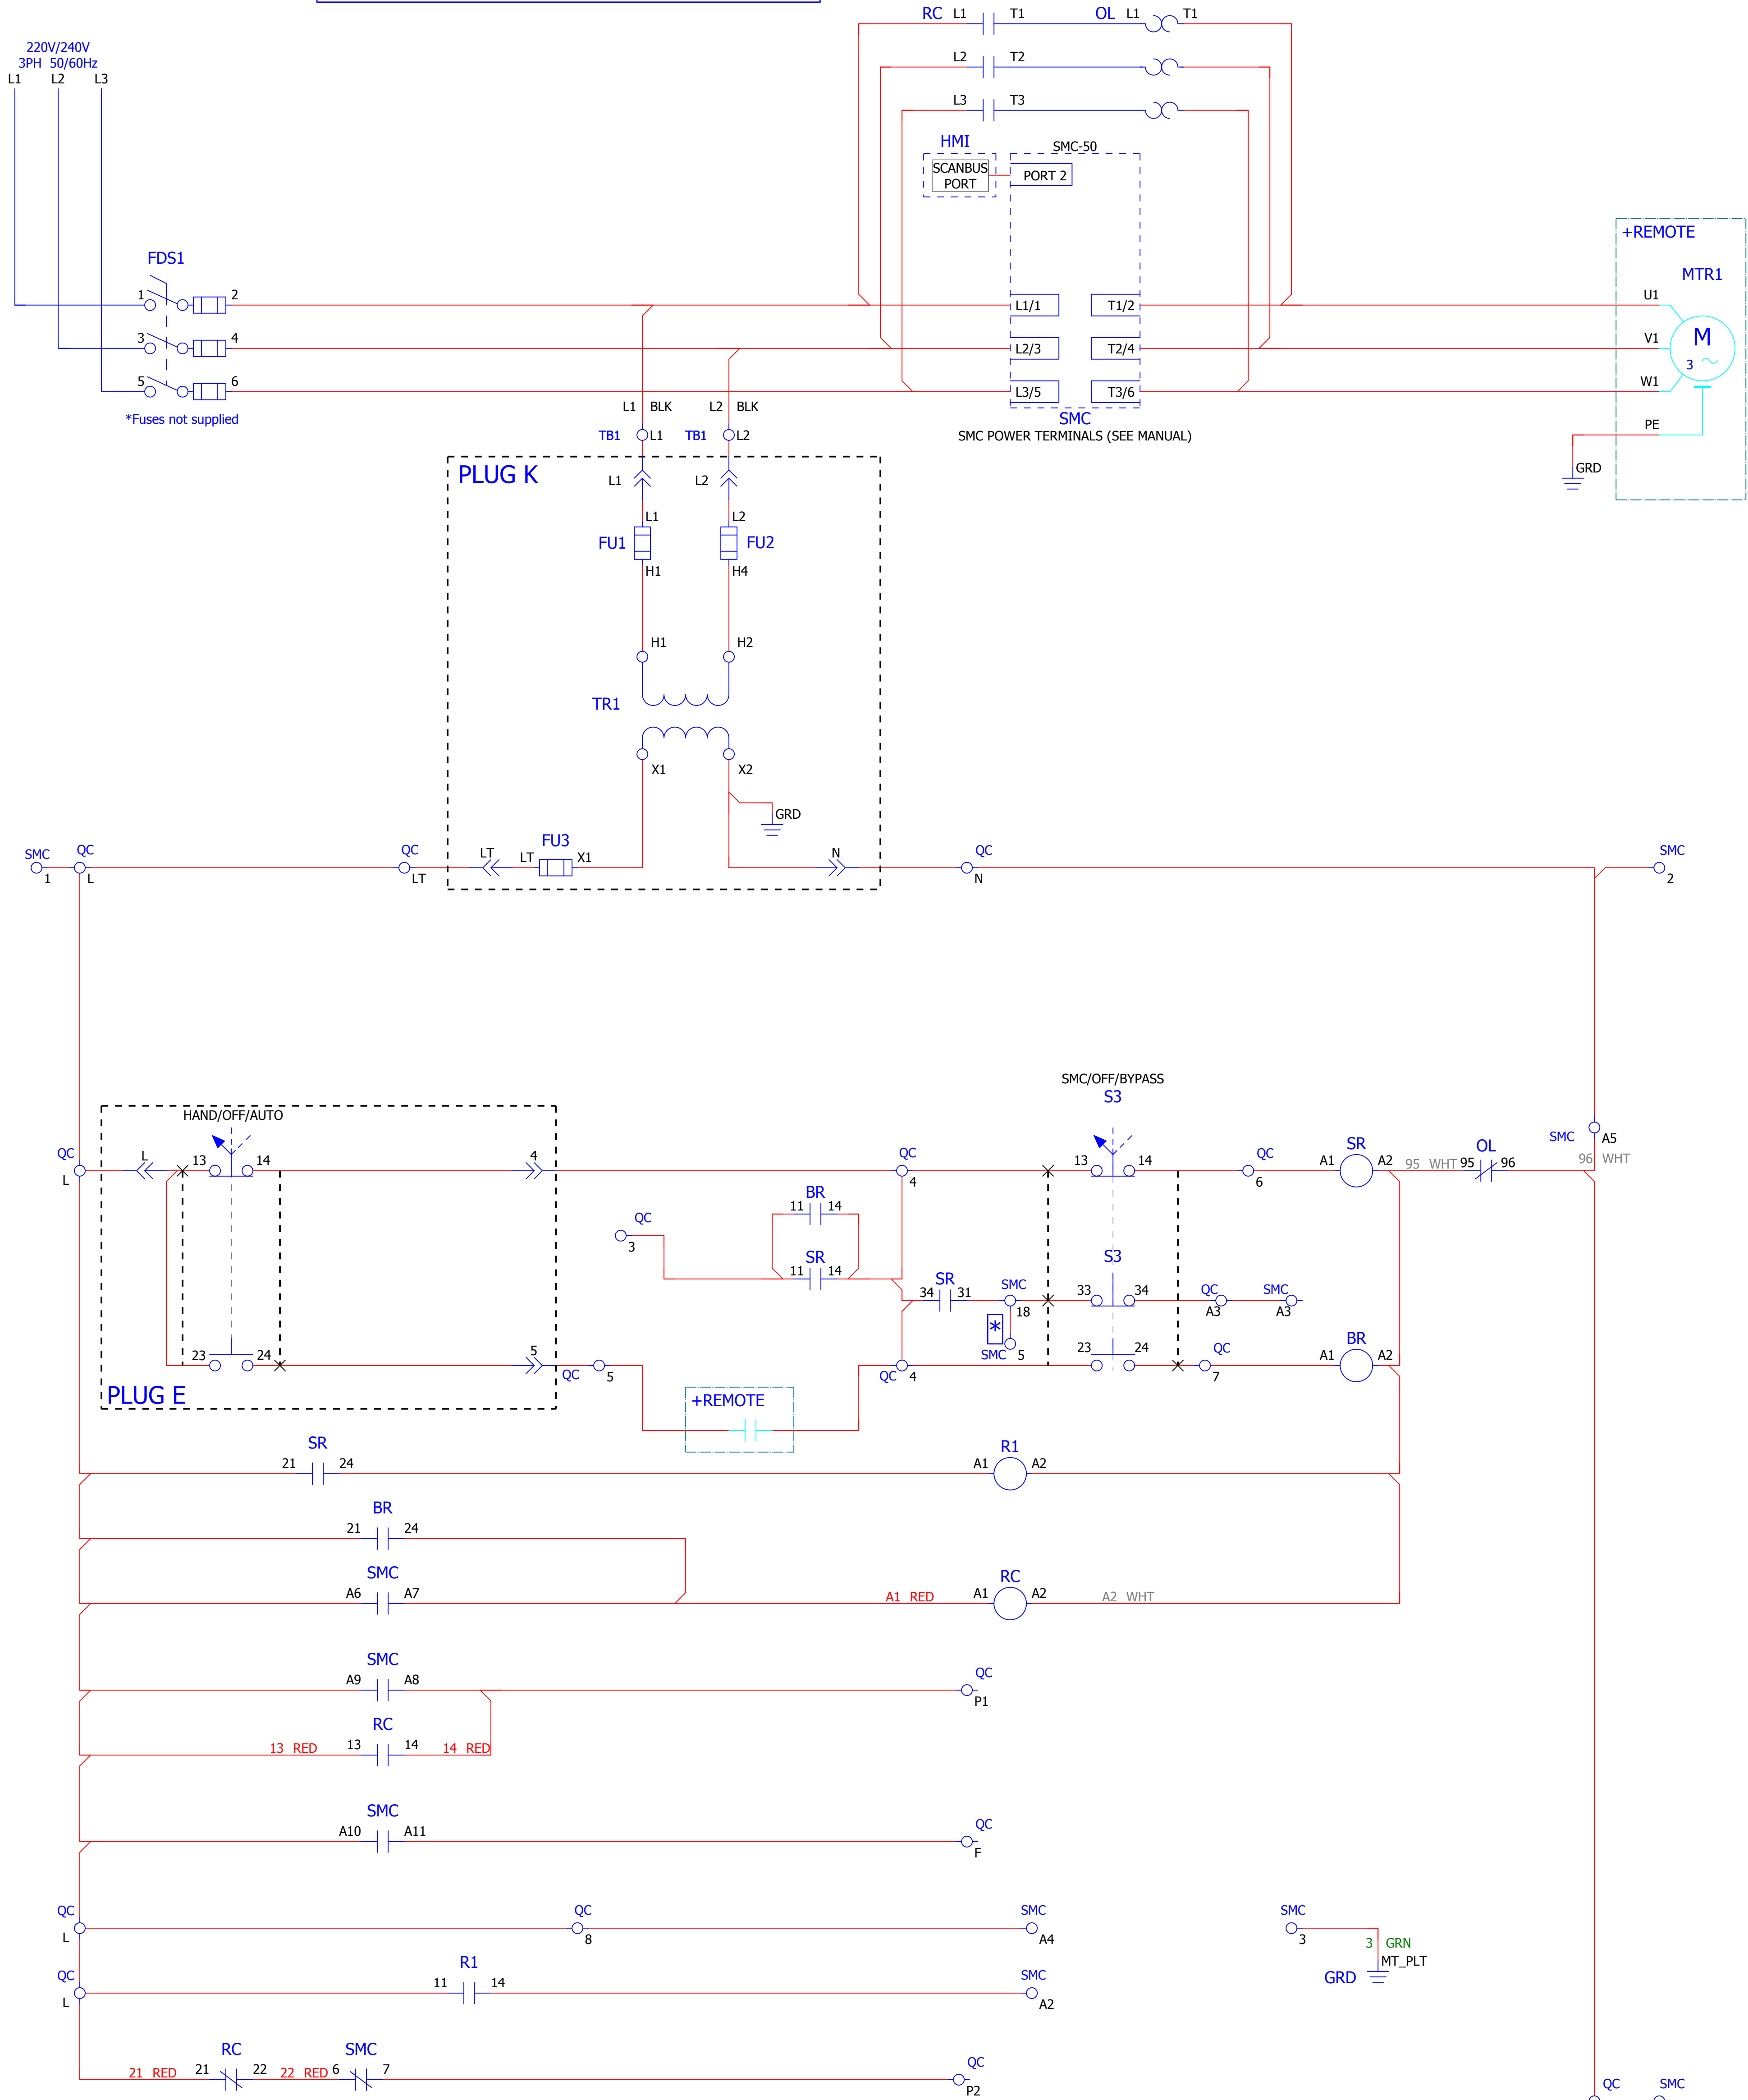 RC L1 T1 OL L1 T1
220V/240V
3PH 50/60Hz
L1 L2 L3
L2 T2
L3 T3
HMI
SMC-50
SCANBUS
PORT
PORT 2
+REMOTE
MTR1
FDS1
1 2
L1/1 T1/2
U1
3 4
L2/3 T2/4
V1
M
3
5 6
L3/5 T3/6
W1
*Fuses not supplied
L1 BLK L2 BLK
SMC
SMC POWER TERMINALS (SEE MANUAL)
PE
GRD
TB1 L1 TB1 L2
PLUG K
L1 L2
L1 L2
FU1 FU2
H1 H4
H1 H2
TR1
X1 X2
GRD
SMC QC
1 L
QC
LT
LT LT FU3 X1
N
QC
N
SMC
2
SMC/OFF/BYPASS
S3
HAND/OFF/AUTO
QC
L
L 13 14 4
QC
4
13 14
QC
6
SR
A1 A2
95 WHT 95 OL 96
96 WHT
SMC A5
BR
11 14
QC
3
SR
11 14
SR
34 31
SMC
18
S3
33 34
QC
A3
SMC
A3
*
SMC 5
23 24 5
QC 5
QC 4
23 24
QC
7
BR
A1 A2
PLUG E
+REMOTE
SR
21 24
R1
A1 A2
BR
21 24
SMC
A6 A7
A1 RED
RC
A1 A2
A2 WHT
SMC
A9 A8
QC
P1
RC
13 RED 13 14 14 RED
SMC
A10 A11
QC
F
QC
L
QC
8
SMC
A4
SMC
3
3 GRN
MT_PLT
GRD
QC
L
R1
11 14
SMC
A2
RC SMC
21 RED 21 22 22 RED 6 7
QC
P2
QC SMC